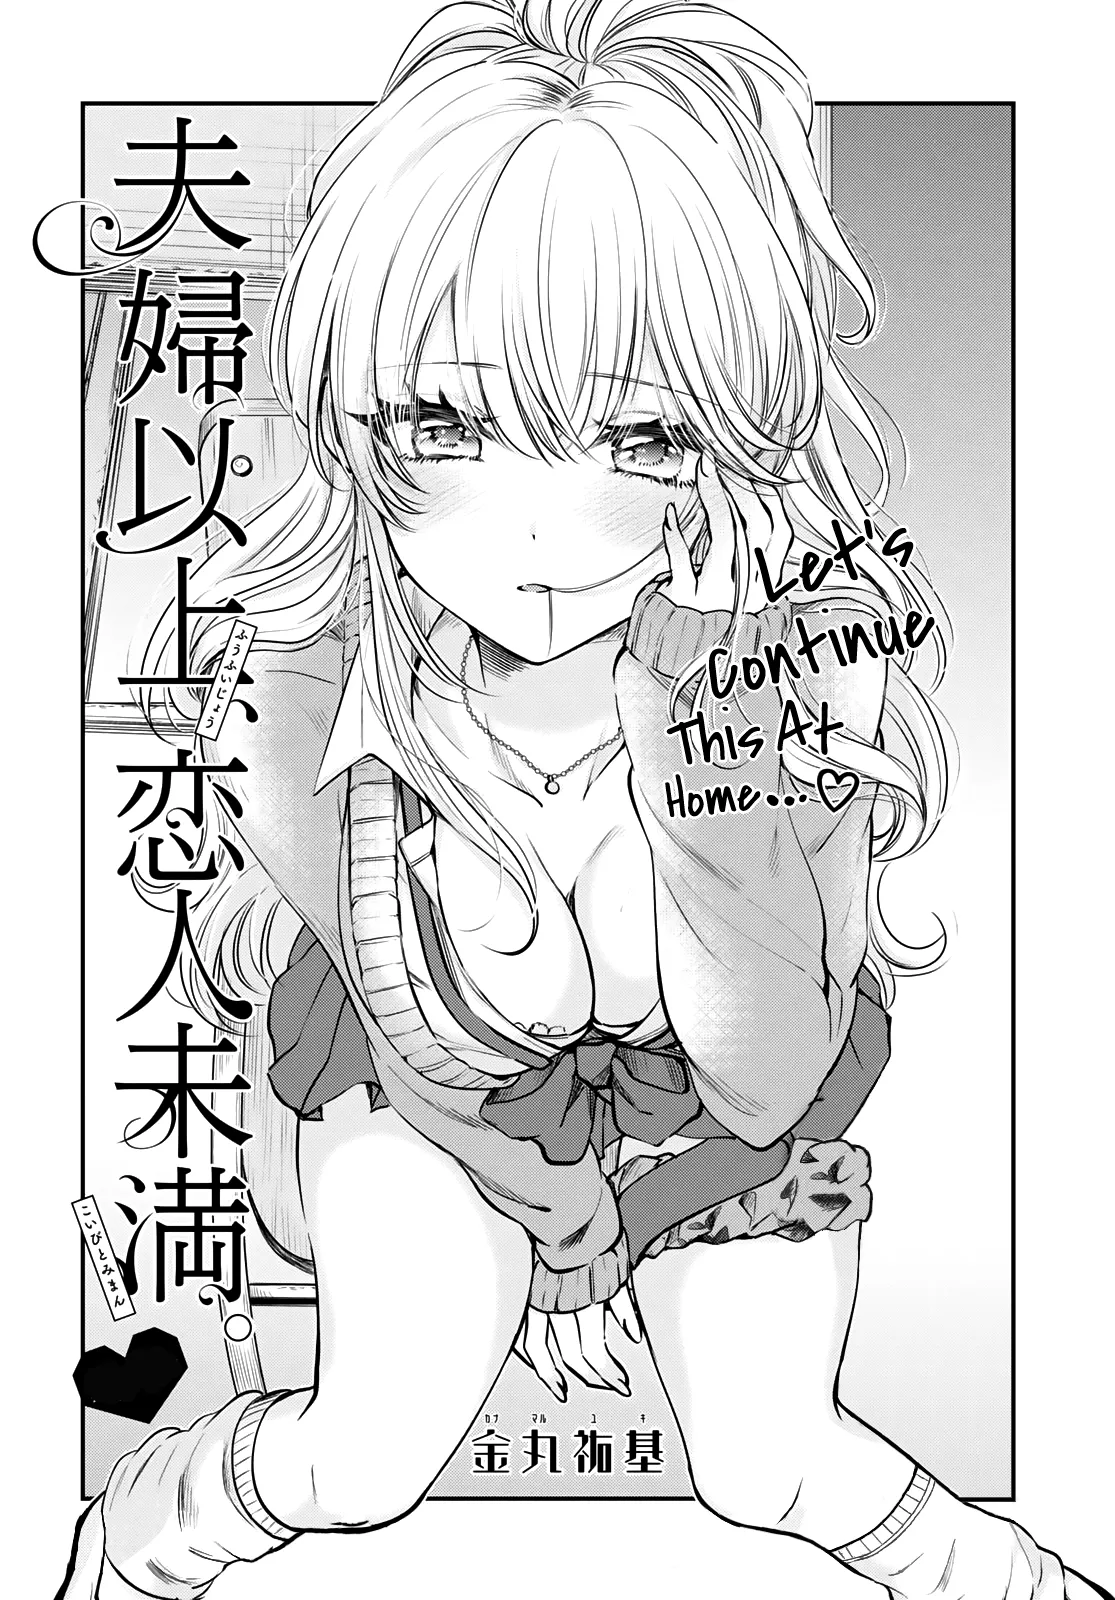 夫婦以上、恋人未満。
ふうふいじょう
こいびとみまん
Let's
Continue
This At
Home...♡
カナ マル ユ キ
金丸祐基